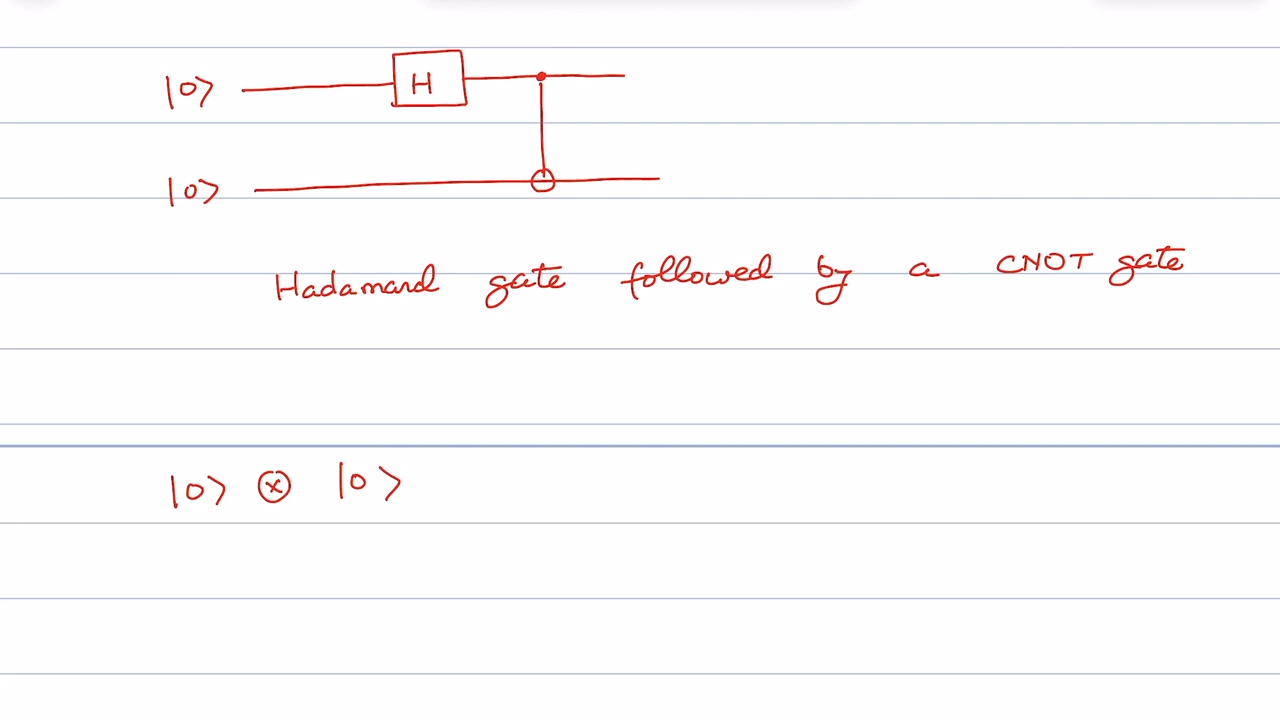 |0⟩ H
|0⟩
Hadamard gate followed by a CNOT gate
|0⟩ ⊗ |0⟩